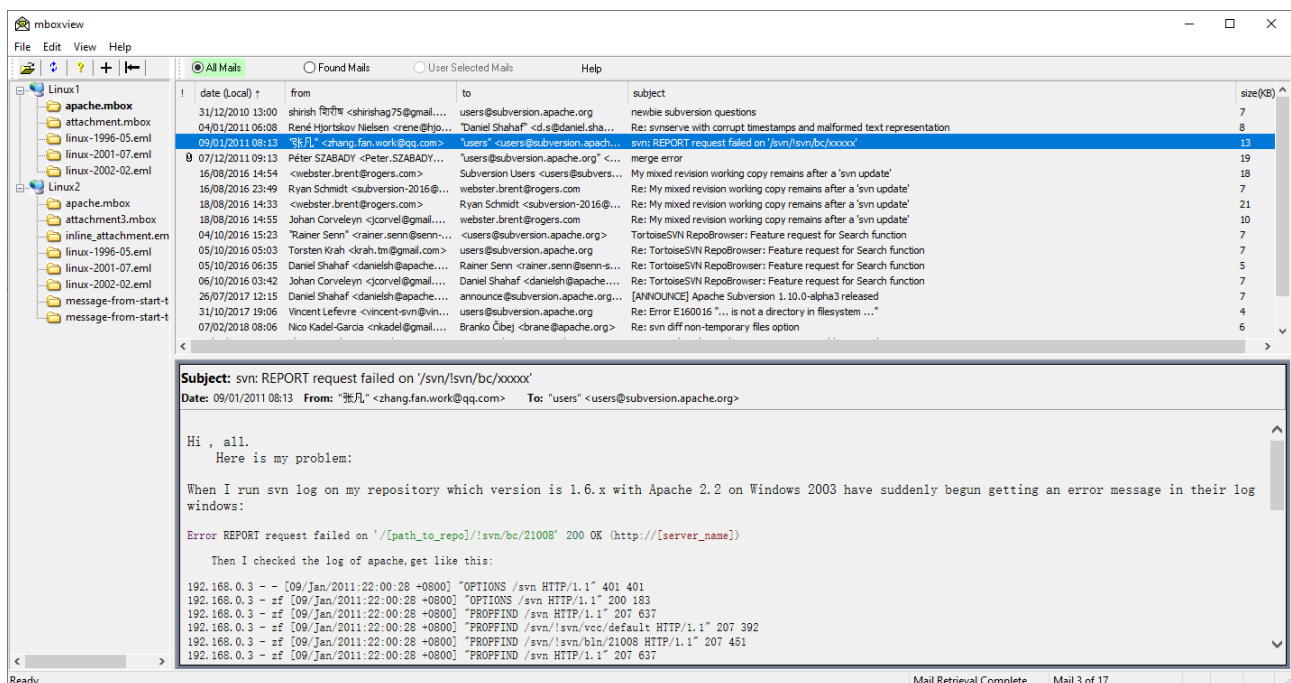 mboxview
File Edit View Help
All Mails Found Mails User Selected Mails Help
Linux1
apache.mbox
attachment.mbox
linux-1996-05.eml
linux-2001-07.eml
linux-2002-02.eml
Linux2
apache.mbox
attachment3.mbox
inline_attachment.em
linux-1996-05.eml
linux-2001-07.eml
linux-2002-02.eml
message-from-start-t
message-from-start-t
! date (Local) ↑ from to subject size(KB)
31/12/2010 13:00 shirish शिरीष <shirishag75@gmail.... users@subversion.apache.org newbie subversion questions 7
04/01/2011 06:08 René Hjortskov Nielsen <rene@hjo... "Daniel Shahaf" <d.s@daniel.sha... Re: svnserve with corrupt timestamps and malformed text representation 8
09/01/2011 08:13 "张凡" <zhang.fan.work@qq.com> "users" <users@subversion.apach... svn: REPORT request failed on '/svn/!svn/bc/xxxxx' 13
07/12/2011 09:13 Péter SZABADY <Peter.SZABADY... "users@subversion.apache.org" <... merge error 19
16/08/2016 14:54 <webster.brent@rogers.com> Subversion Users <users@subvers... My mixed revision working copy remains after a 'svn update' 18
16/08/2016 23:49 Ryan Schmidt <subversion-2016@... webster.brent@rogers.com Re: My mixed revision working copy remains after a 'svn update' 7
18/08/2016 14:33 <webster.brent@rogers.com> Ryan Schmidt <subversion-2016@... Re: My mixed revision working copy remains after a 'svn update' 21
18/08/2016 14:55 Johan Corveleyn <jcorvel@gmail.... webster.brent@rogers.com Re: My mixed revision working copy remains after a 'svn update' 10
04/10/2016 15:23 "Rainer Senn" <rainer.senn@senn-... <users@subversion.apache.org> TortoiseSVN RepoBrowser: Feature request for Search function 7
05/10/2016 05:03 Torsten Krah <krah.tm@gmail.com> users@subversion.apache.org Re: TortoiseSVN RepoBrowser: Feature request for Search function 7
05/10/2016 06:35 Daniel Shahaf <danielsh@apache.... Rainer Senn <rainer.senn@senn-s... Re: TortoiseSVN RepoBrowser: Feature request for Search function 5
06/10/2016 03:42 Johan Corveleyn <jcorvel@gmail.... Daniel Shahaf <danielsh@apache.... Re: TortoiseSVN RepoBrowser: Feature request for Search function 7
26/07/2017 12:15 Daniel Shahaf <danielsh@apache.... announce@subversion.apache.org... [ANNOUNCE] Apache Subversion 1.10.0-alpha3 released 7
31/10/2017 19:06 Vincent Lefevre <vincent-svn@vin... users@subversion.apache.org Re: Error E160016 "... is not a directory in filesystem ..." 4
07/02/2018 08:06 Nico Kadel-Garcia <nkadel@gmail.... Branko Čibej <brane@apache.org> Re: svn diff non-temporary files option 6
Subject: svn: REPORT request failed on '/svn/!svn/bc/xxxxx'
Date: 09/01/2011 08:13 From: "张凡" <zhang.fan.work@qq.com> To: "users" <users@subversion.apache.org>
Hi , all.
Here is my problem:
When I run svn log on my repository which version is 1.6.x with Apache 2.2 on Windows 2003 have suddenly begun getting an error message in their log
windows:
Error REPORT request failed on '/[path_to_repo]/!svn/bc/21008' 200 OK (http://[server_name])
Then I checked the log of apache,get like this:
192.168.0.3 - - [09/Jan/2011:22:00:28 +0800] "OPTIONS /svn HTTP/1.1" 401 401
192.168.0.3 - zf [09/Jan/2011:22:00:28 +0800] "OPTIONS /svn HTTP/1.1" 200 183
192.168.0.3 - zf [09/Jan/2011:22:00:28 +0800] "PROPFIND /svn HTTP/1.1" 207 637
192.168.0.3 - zf [09/Jan/2011:22:00:28 +0800] "PROPFIND /svn/!svn/vcc/default HTTP/1.1" 207 392
192.168.0.3 - zf [09/Jan/2011:22:00:28 +0800] "PROPFIND /svn/!svn/bln/21008 HTTP/1.1" 207 451
192.168.0.3 - zf [09/Jan/2011:22:00:28 +0800] "PROPFIND /svn HTTP/1.1" 207 637
Ready Mail Retrieval Complete Mail 3 of 17